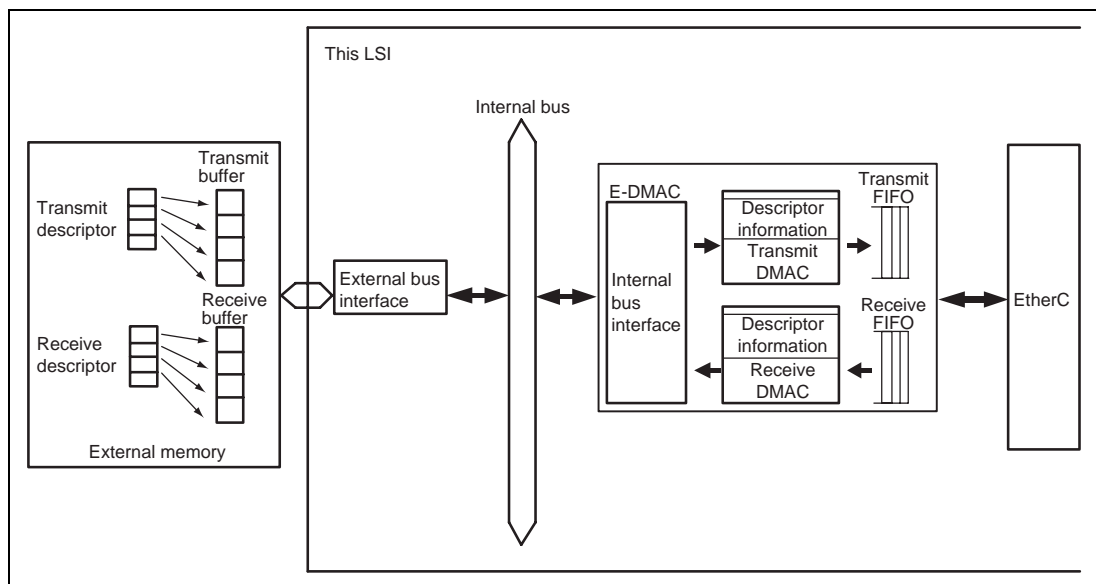 This LSI
Internal bus
Transmit
buffer
Transmit
descriptor
Receive
buffer
Receive
descriptor
External memory
External bus
interface
E-DMAC
Internal
bus
interface
Descriptor
information
Transmit
DMAC
Transmit
FIFO
Descriptor
information
Receive
DMAC
Receive
FIFO
EtherC